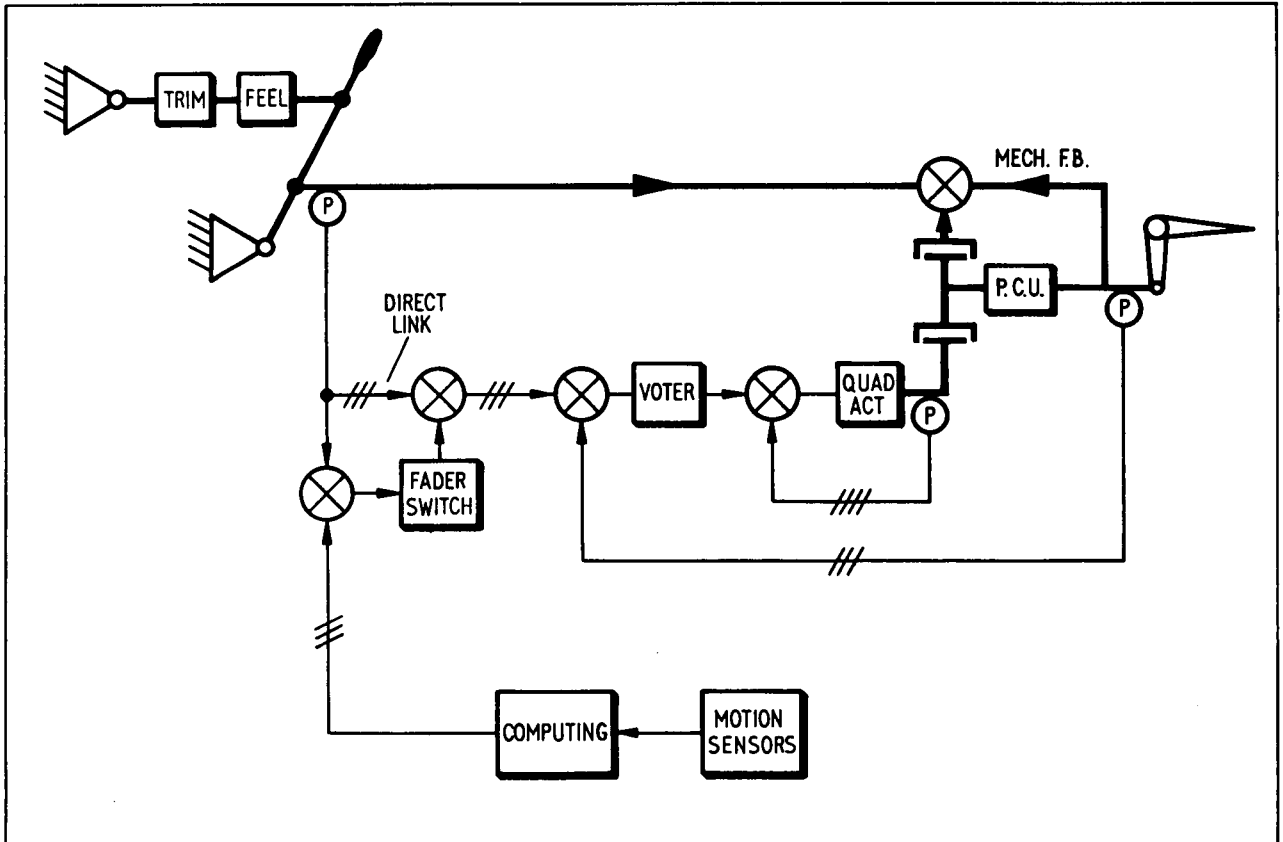 TRIM
FEEL
MECH. F.B.
P
P.C.U.
P
DIRECT
LINK
VOTER
QUAD
ACT
P
FADER
SWITCH
COMPUTING
MOTION
SENSORS